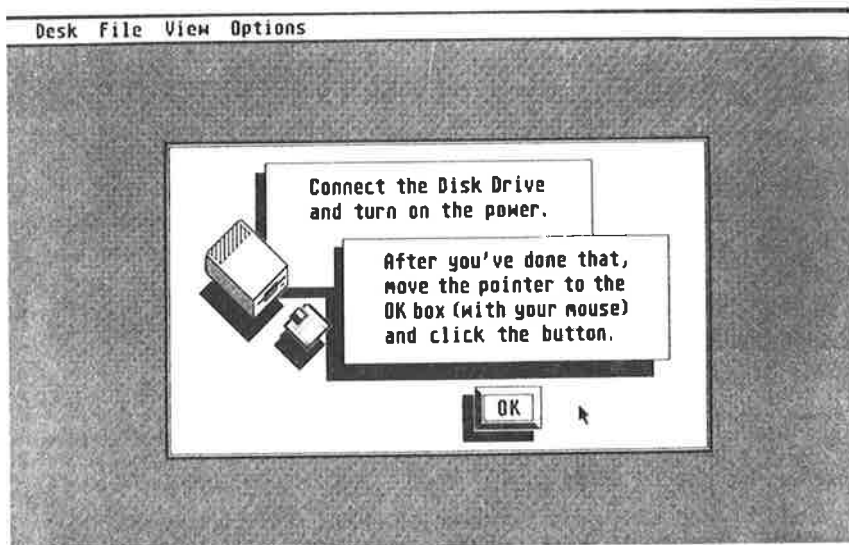 Desk File View Options
Connect the Disk Drive
and turn on the power.
After you've done that,
move the pointer to the
OK box (with your mouse)
and click the button.
OK